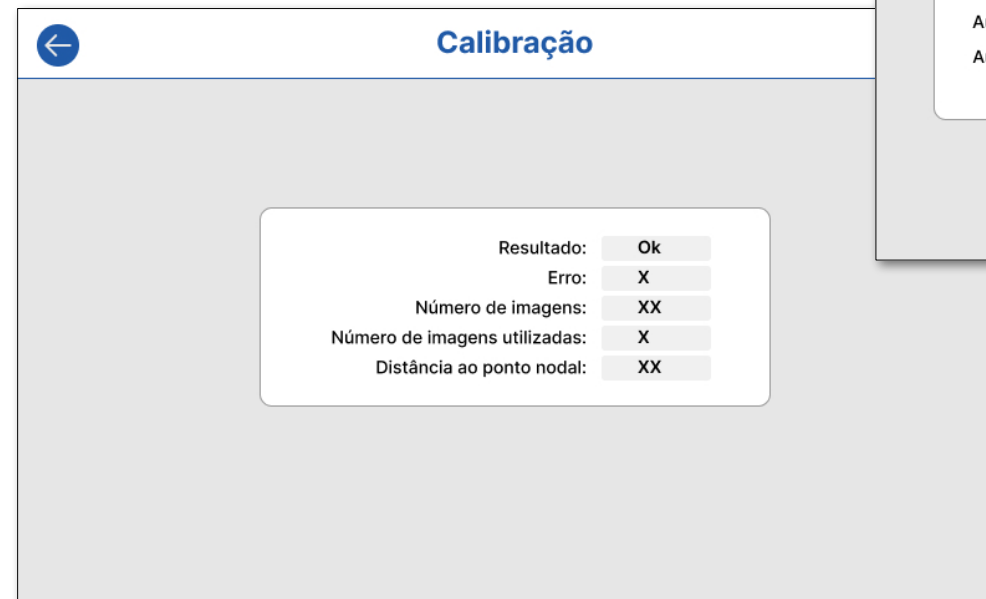 Calibração
Resultado: Ok
Erro: X
Número de imagens: XX
Número de imagens utilizadas: X
Distância ao ponto nodal: XX